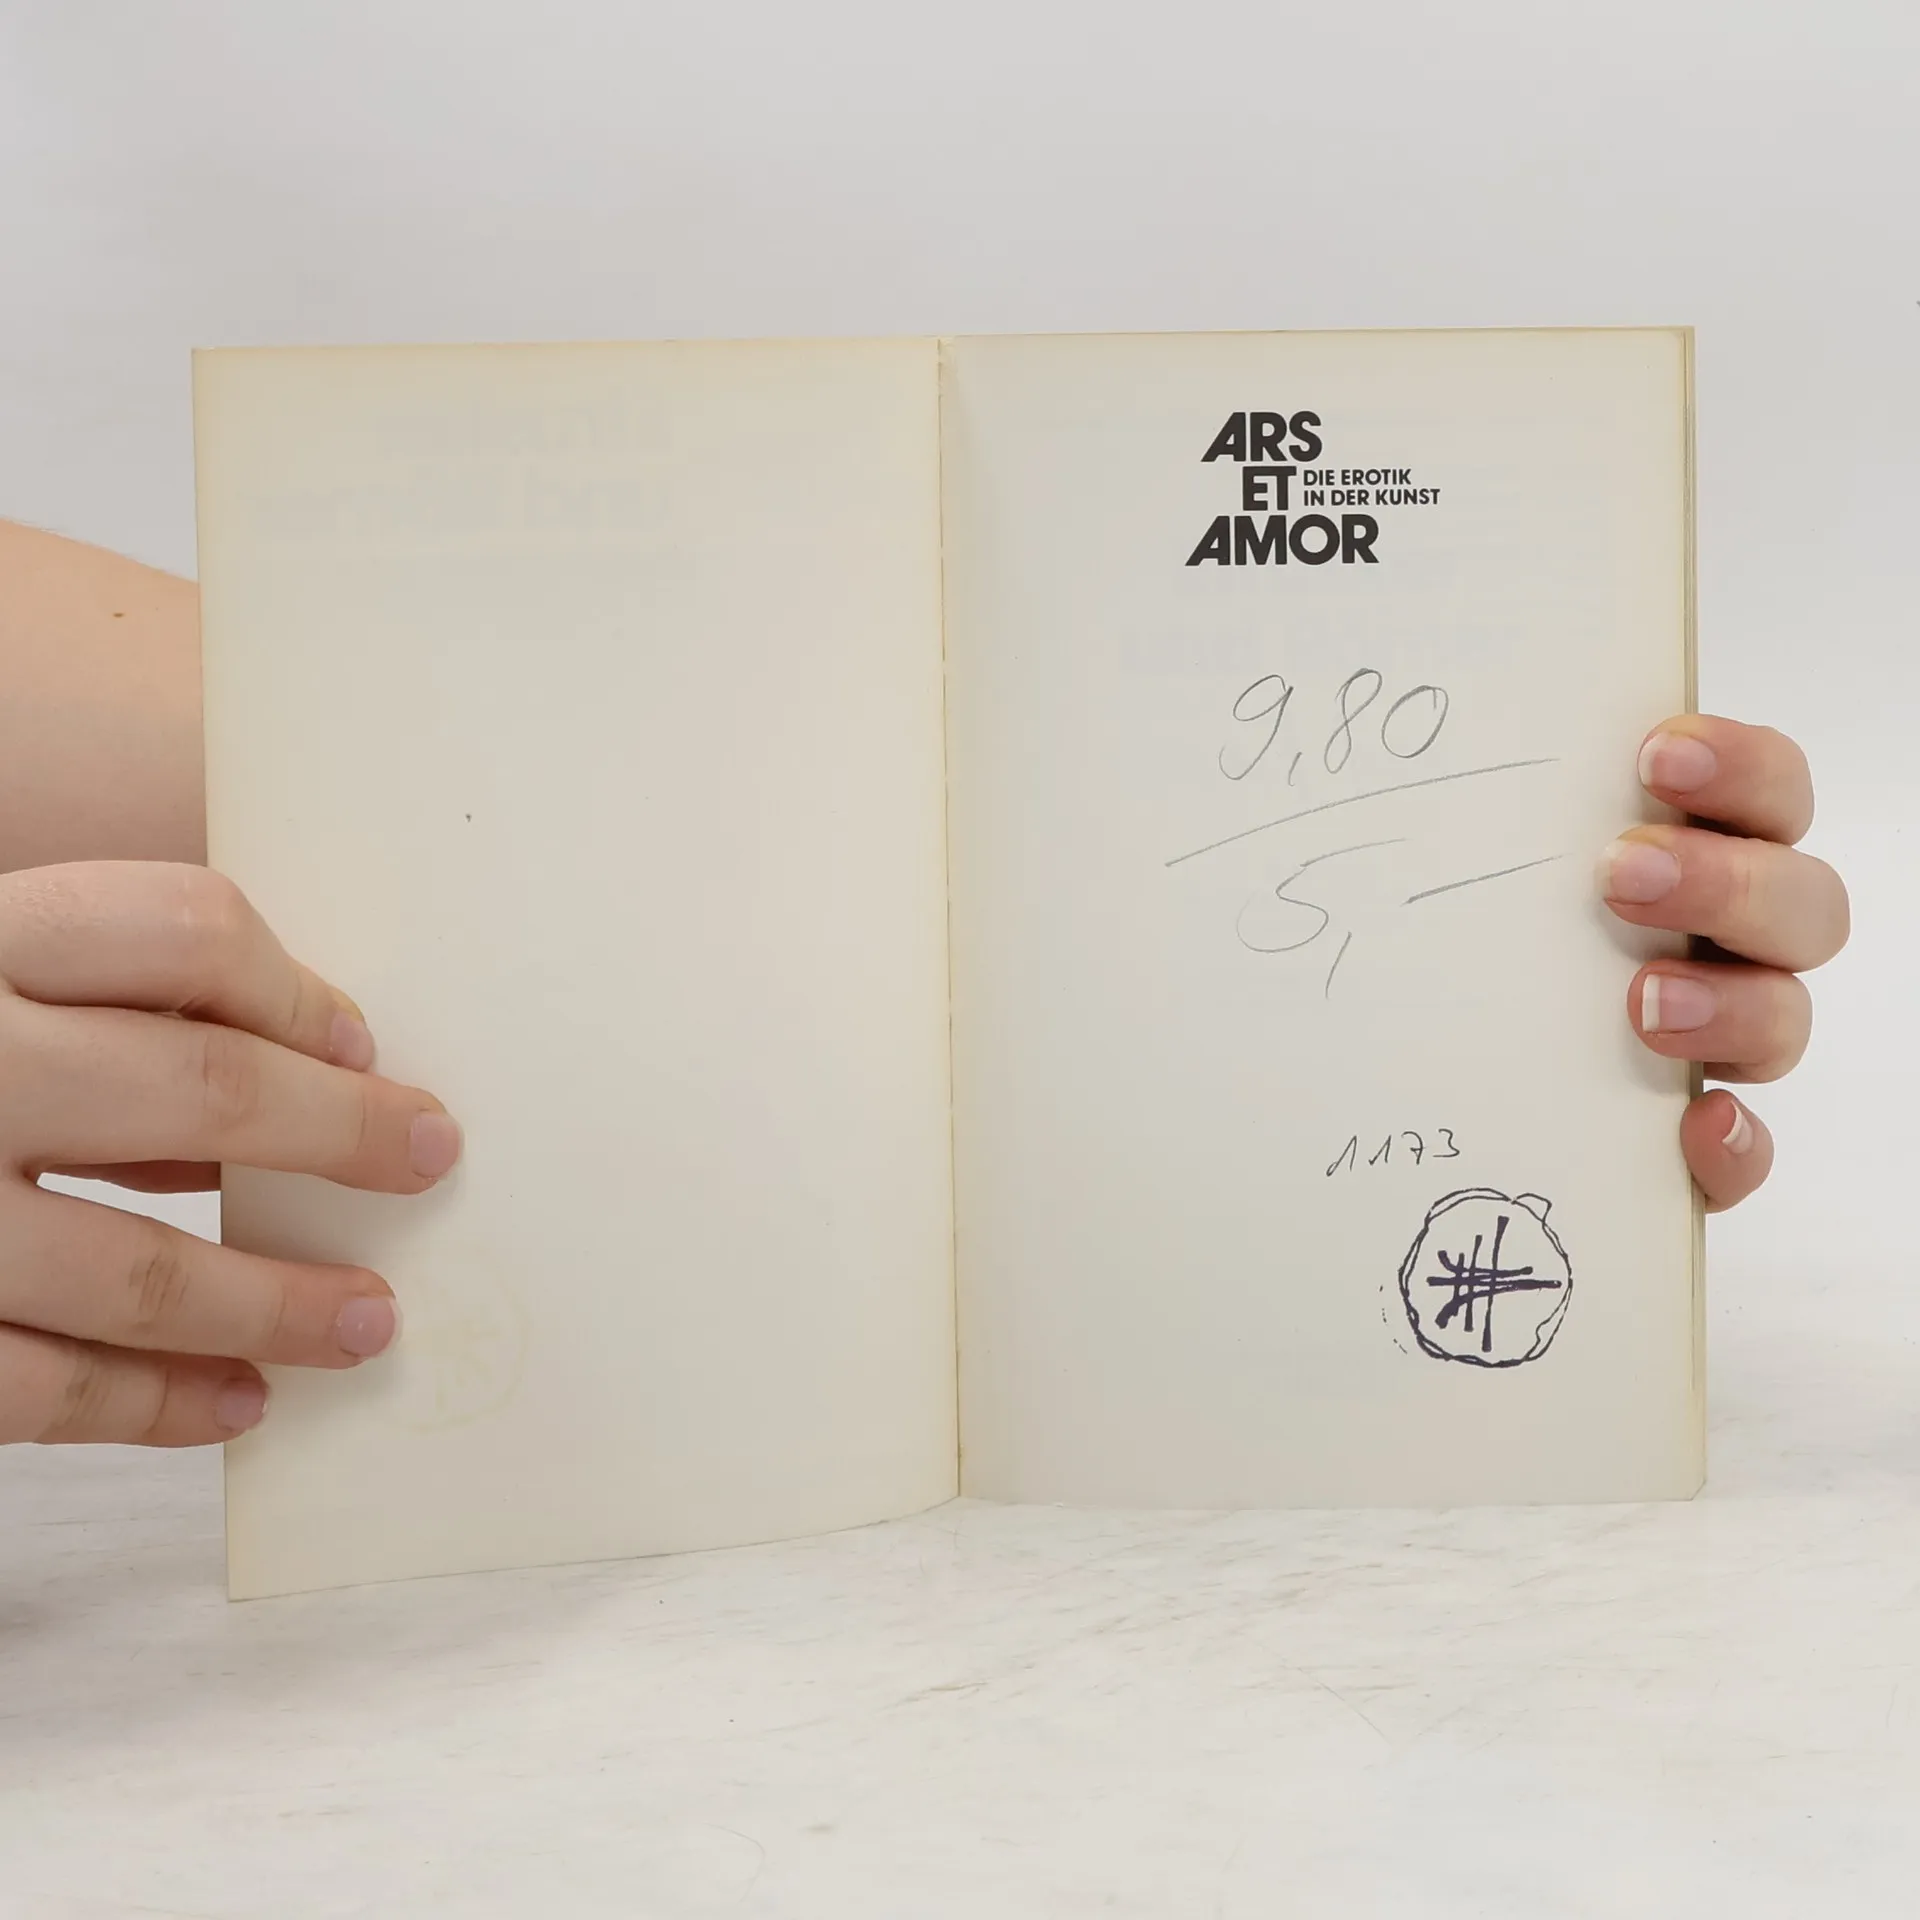 ARS
ET DIE EROTIK
IN DER KUNST
AMOR
9,80
5,—
1173